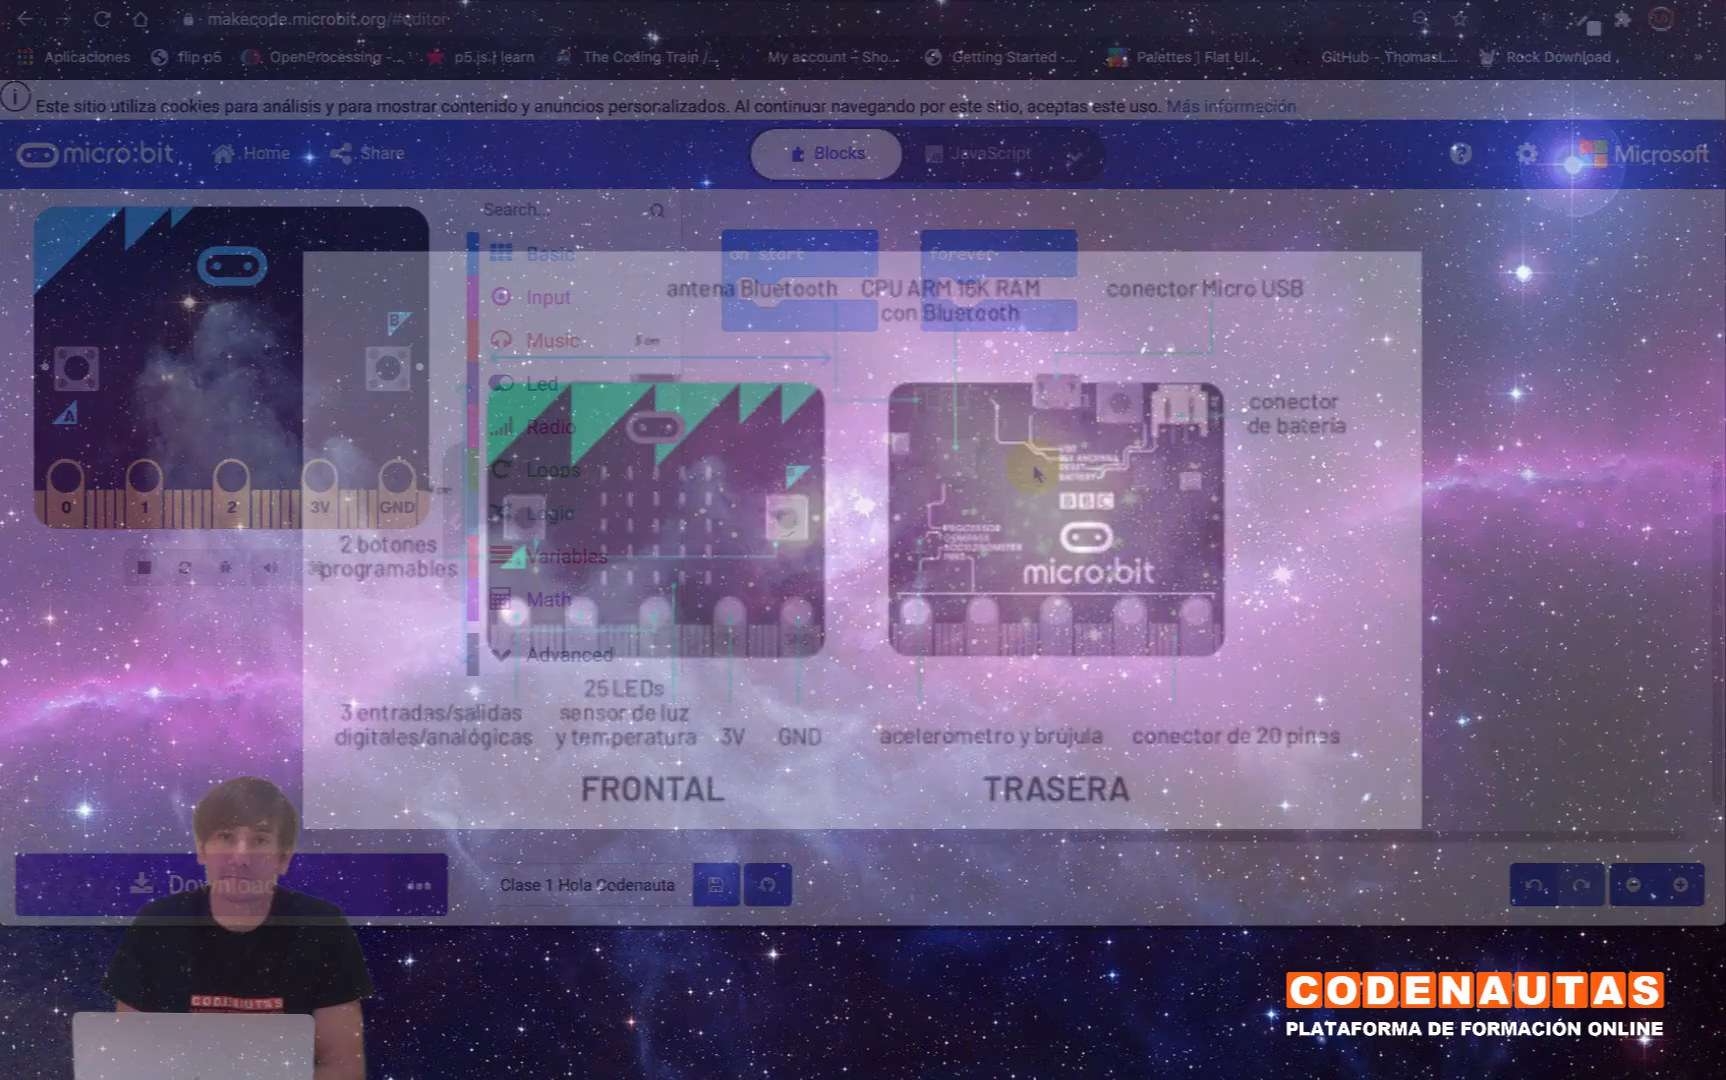 makecode.microbit.org/#editor
Aplicaciones
flip p5
OpenProcessing -...
p5.js | learn
The Coding Train /...
My account – Sho...
Getting Started -...
Palettes | Flat UI...
GitHub - ThomasL...
Rock Download
»
Este sitio utiliza cookies para análisis y para mostrar contenido y anuncios personalizados. Al continuar navegando por este sitio, aceptas este uso. Más información
micro:bit
Home
Share
Blocks
JavaScript
Microsoft
Search...
Basic
Input
Music
Led
Radio
Loops
Logic
Variables
Math
Advanced
on start
forever
A
B
0
1
2
3V
GND
antena Bluetooth
CPU ARM 16K RAM
con Bluetooth
conector Micro USB
5 cm
conector
de batería
2 botones
programables
BBC
micro:bit
3 entradas/salidas
digitales/analógicas
25 LEDs
sensor de luz
y temperatura
3V
GND
acelerómetro y brújula
conector de 20 pines
FRONTAL
TRASERA
Download
Clase 1 Hola Codenauta
CODENAUTAS
CODENAUTAS
PLATAFORMA DE FORMACIÓN ONLINE